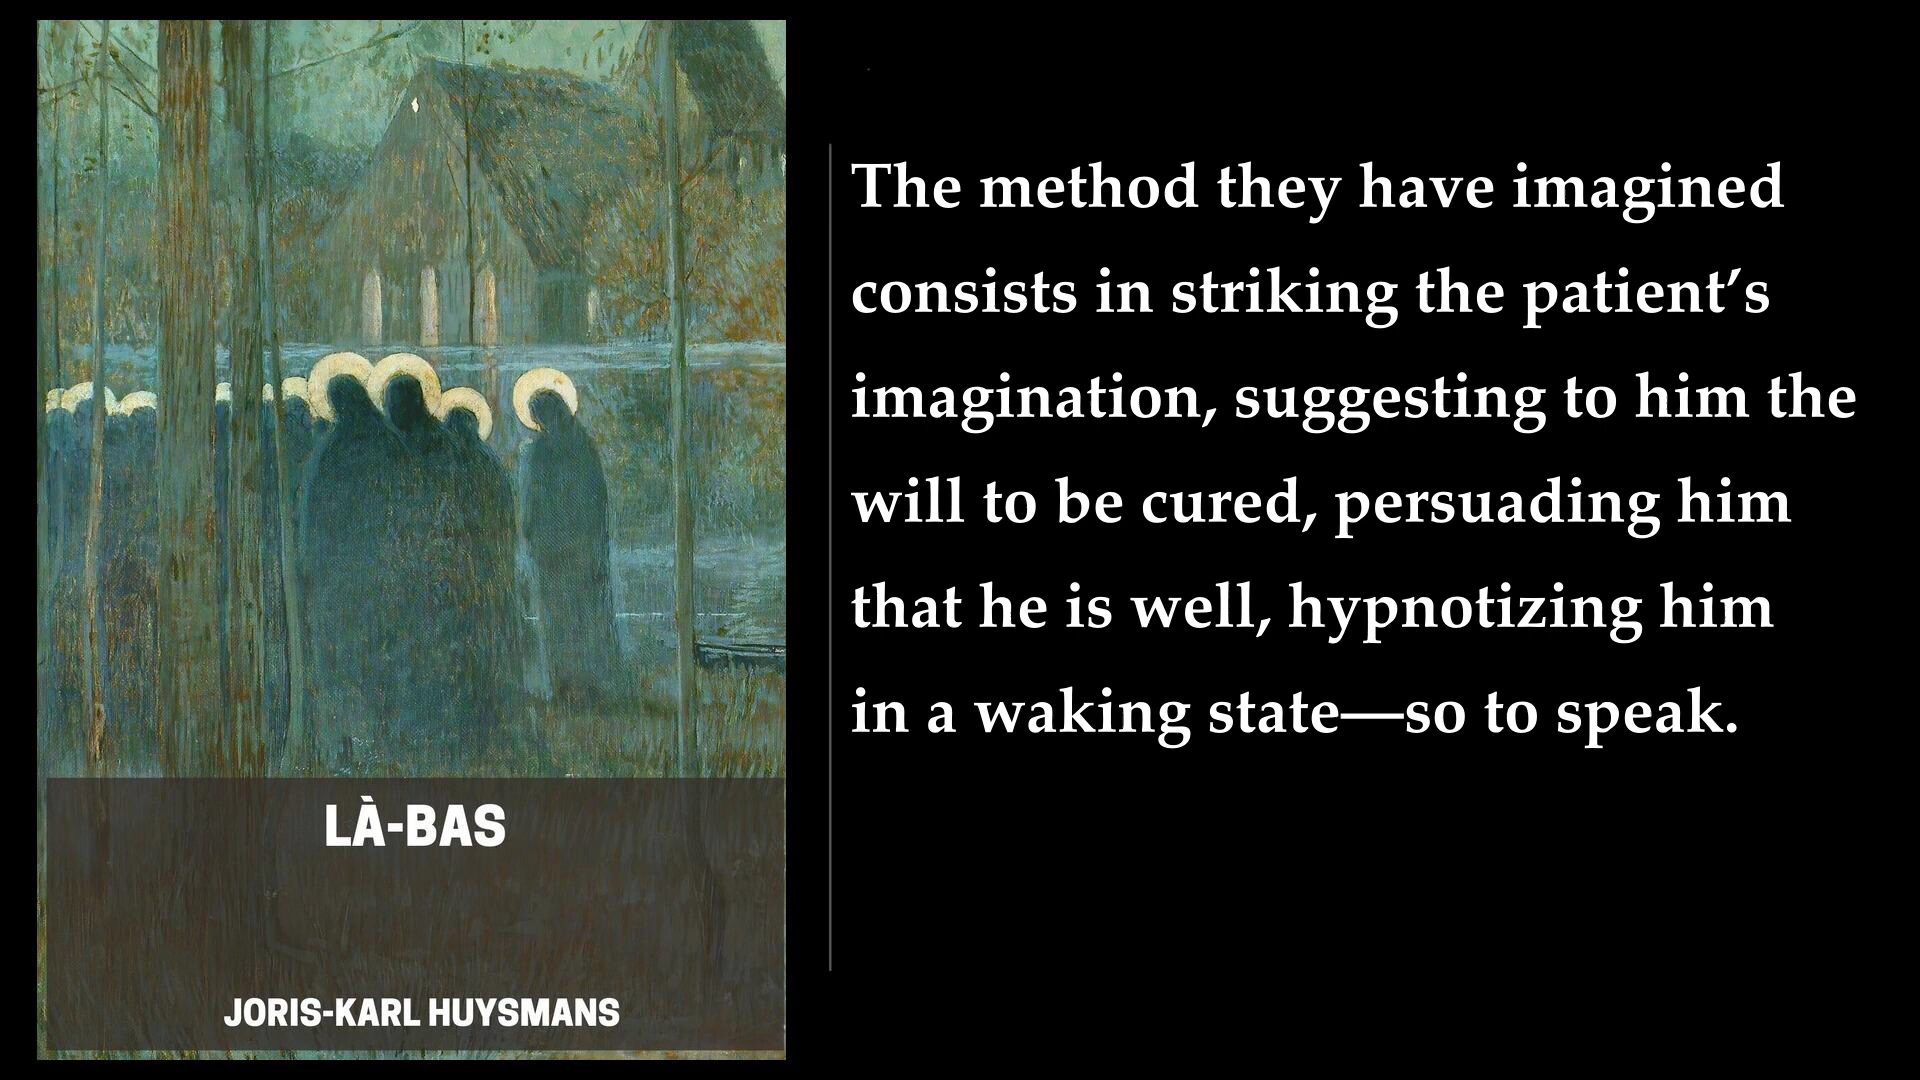 LÀ-BAS
JORIS-KARL HUYSMANS
The method they have imagined
consists in striking the patient’s
imagination, suggesting to him the
will to be cured, persuading him
that he is well, hypnotizing him
in a waking state—so to speak.